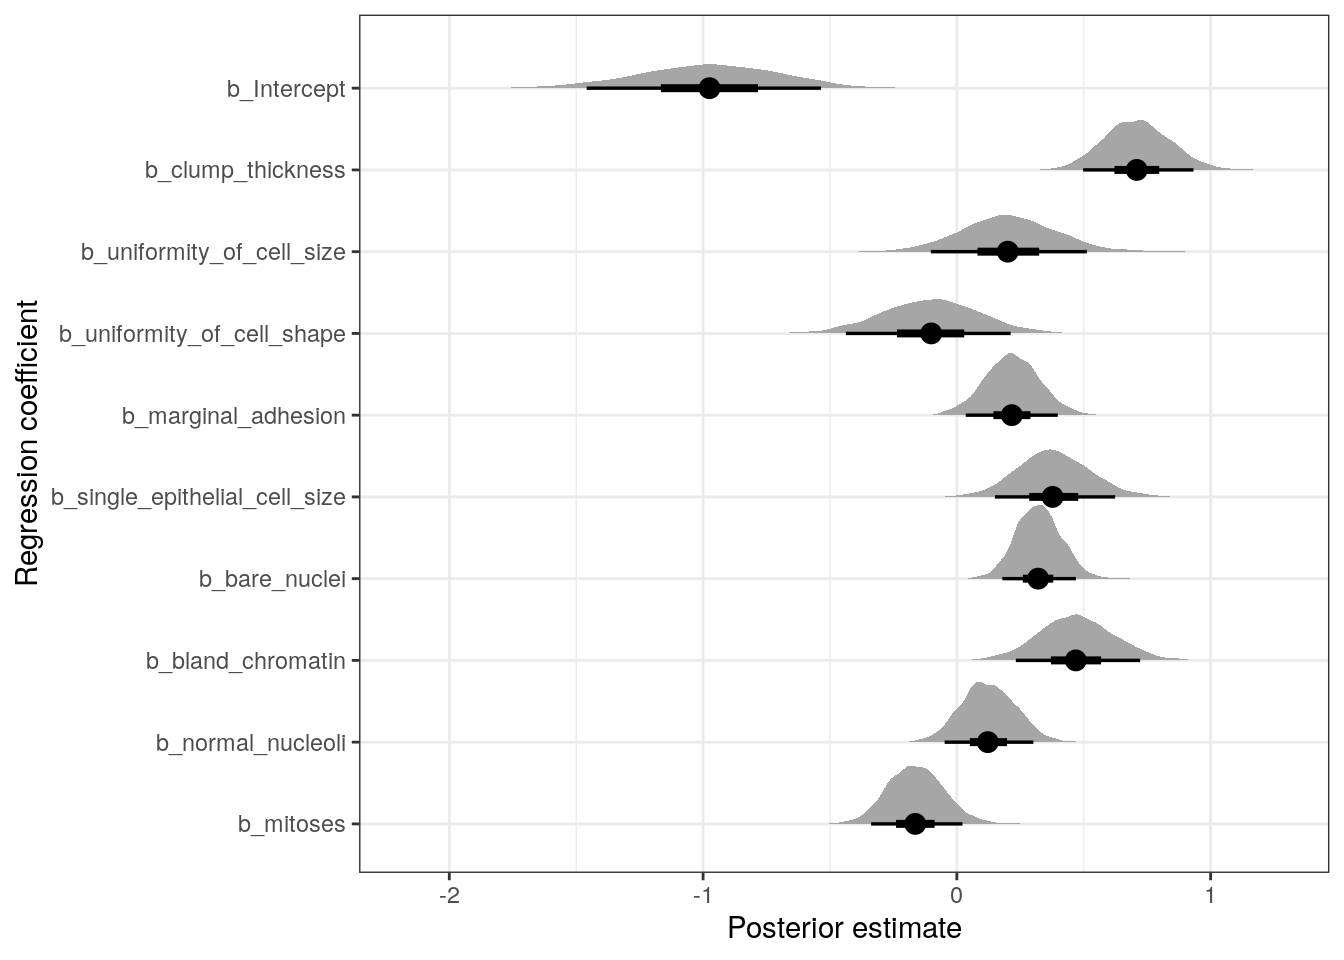 b_Intercept
b_clump_thickness
b_uniformity_of_cell_size
b_uniformity_of_cell_shape
b_marginal_adhesion
b_single_epithelial_cell_size
b_bare_nuclei
b_bland_chromatin
b_normal_nucleoli
b_mitoses
Regression coefficient
-2 -1 0 1
Posterior estimate